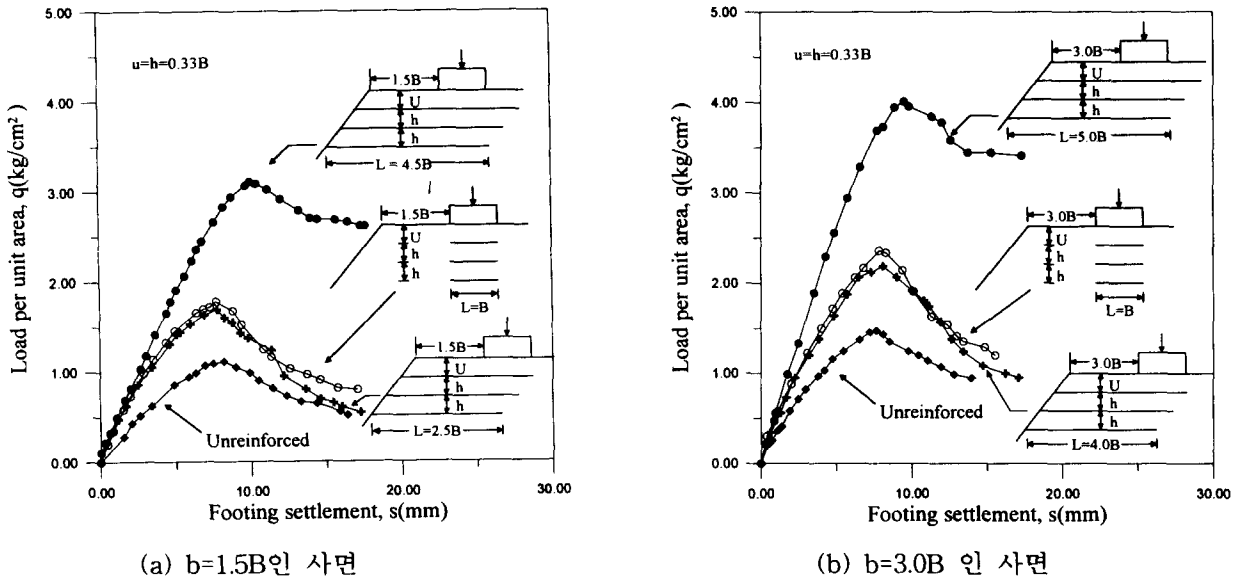 5.00
4.00
3.00
2.00
1.00
0.00
Load per unit area, q(kg/cm²)
u=h=0.33B
1.5B
U
h
h
L = 4.5B
1.5B
U
h
h
L=B
1.5B
U
h
h
L=2.5B
Unreinforced
0.00 10.00 20.00 30.00
Footing settlement, s(mm)
(a) b=1.5B인 사면
5.00
4.00
3.00
2.00
1.00
0.00
Load per unit area, q(kg/cm²)
u=h=0.33B
3.0B
U
h
h
L=5.0B
3.0B
U
h
h
L=B
3.0B
U
h
h
L=4.0B
Unreinforced
0.00 10.00 20.00 30.00
Footing settlement, s(mm)
(b) b=3.0B 인 사면